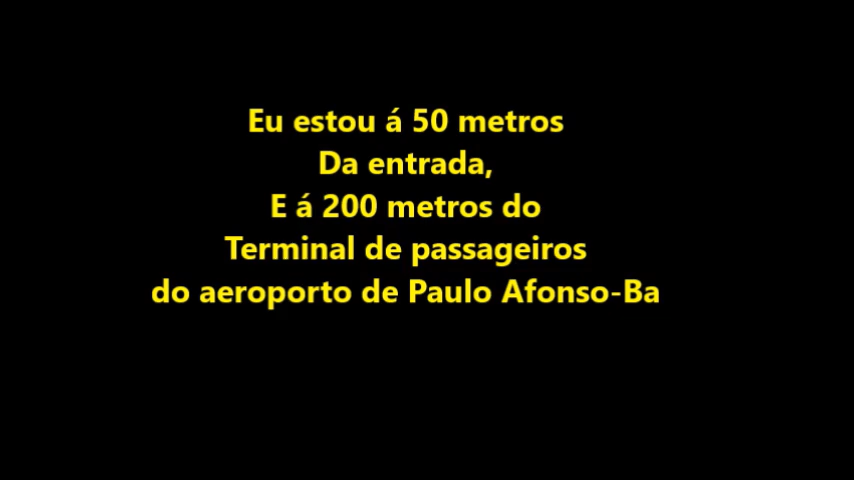 Eu estou á 50 metros
Da entrada,
E á 200 metros do
Terminal de passageiros
do aeroporto de Paulo Afonso-Ba